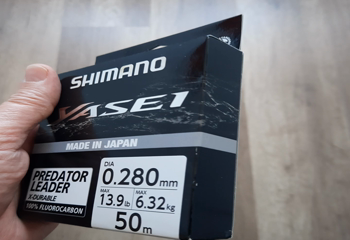 SHIMANO
YASEI
MADE IN JAPAN
PREDATOR
LEADER
X-DURABLE
100% FLUOROCARBON
DIA
0.280mm
MAX MAX
13.9lb 6.32kg
50m